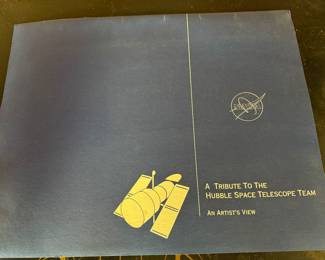 A TRIBUTE TO THE
HUBBLE SPACE TELESCOPE TEAM
AN ARTIST'S VIEW